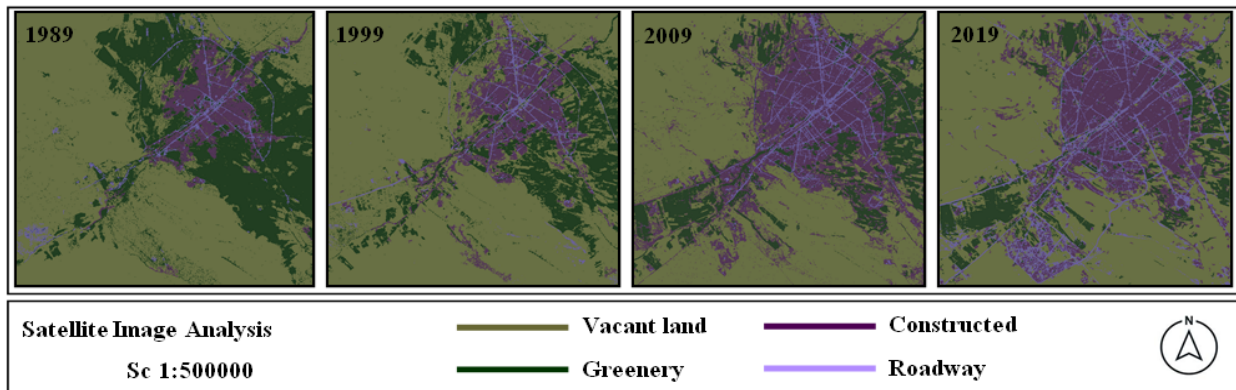 1989
1999
2009
2019
Satellite Image Analysis
Sc 1:500000
Vacant land
Constructed
Greenery
Roadway
N